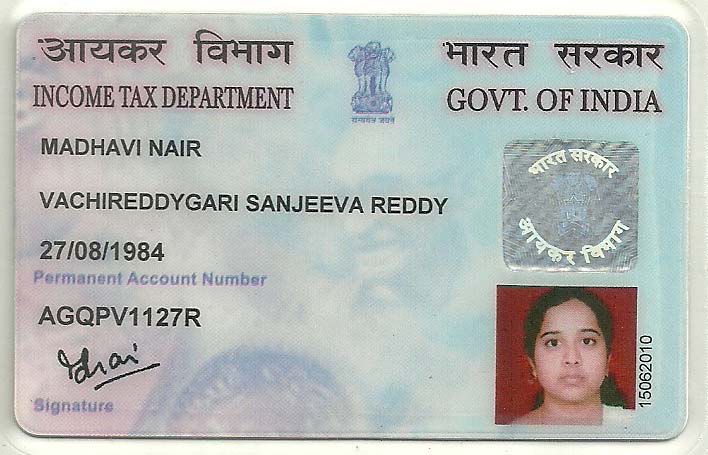 आयकर विभाग
INCOME TAX DEPARTMENT
सत्यमेव जयते
भारत सरकार
GOVT. OF INDIA
MADHAVI NAIR
VACHIREDDYGARI SANJEEVA REDDY
27/08/1984
Permanent Account Number
AGQPV1127R
Signature
भारत सरकार
आयकर विभाग
15062010